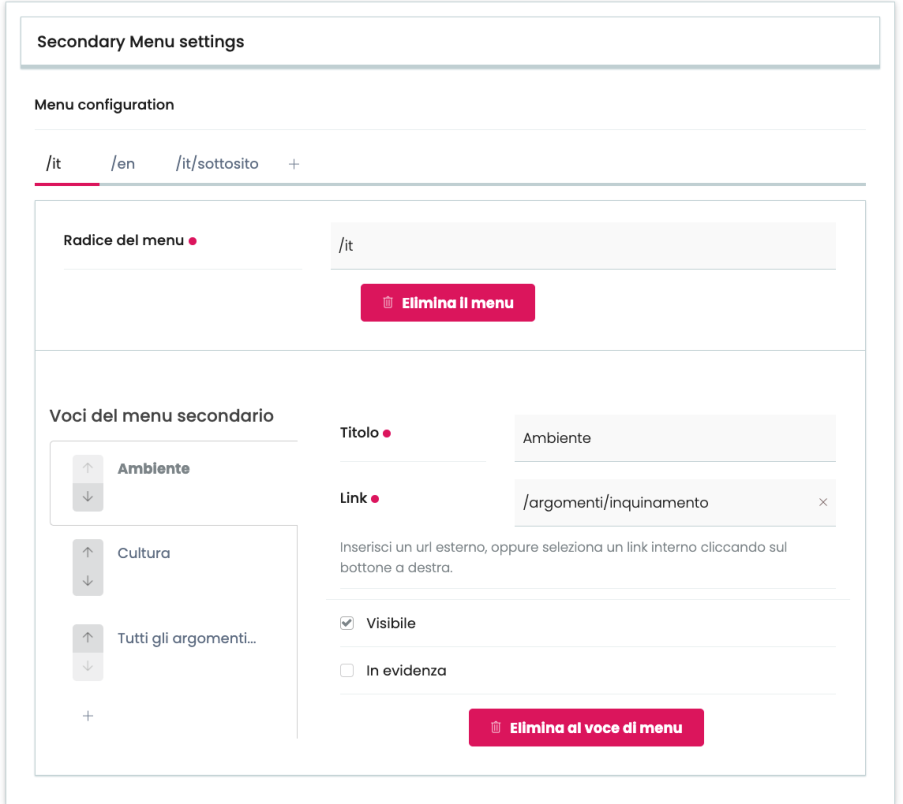 Secondary Menu settings
Menu configuration
/it /en /it/sottosito +
Radice del menu
/it
Elimina il menu
Voci del menu secondario
Ambiente
Cultura
Tutti gli argomenti...
+
Titolo
Ambiente
Link
/argomenti/inquinamento
Inserisci un url esterno, oppure seleziona un link interno cliccando sul
bottone a destra.
Visibile
In evidenza
Elimina al voce di menu